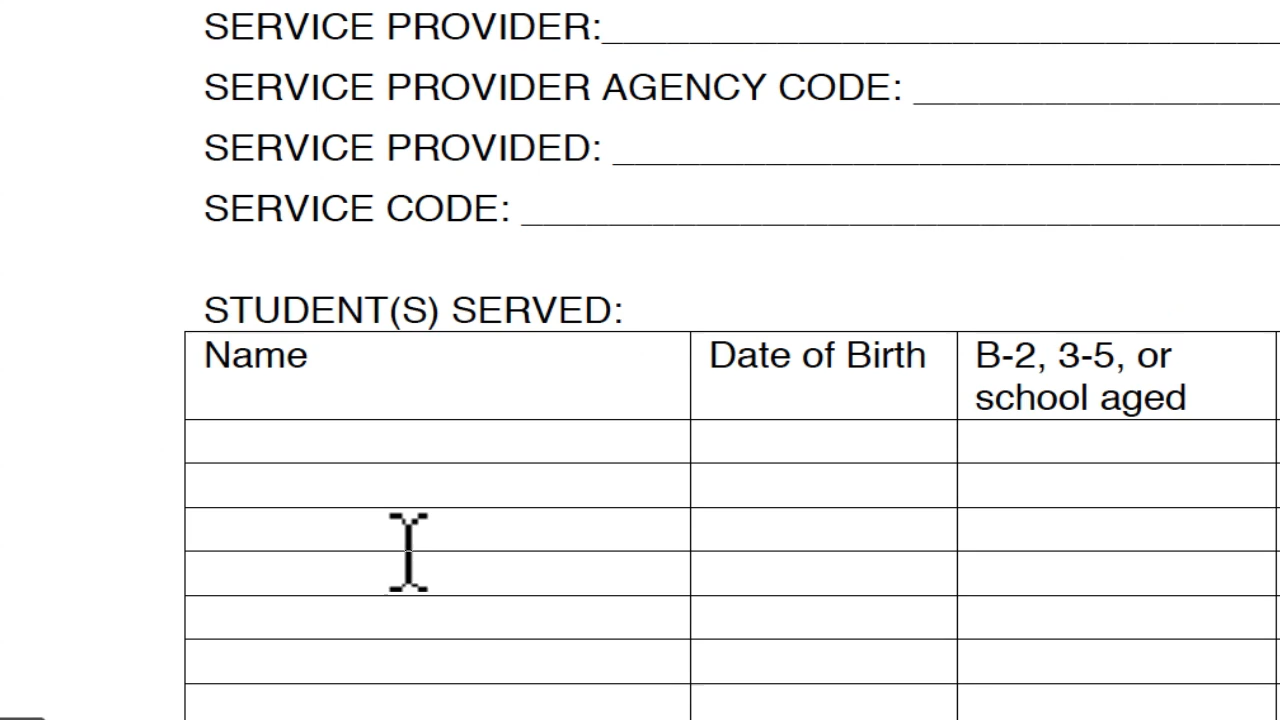 SERVICE PROVIDER:
SERVICE PROVIDER AGENCY CODE:
SERVICE PROVIDED:
SERVICE CODE:
STUDENT(S) SERVED:
Name
Date of Birth
B-2, 3-5, or
school aged